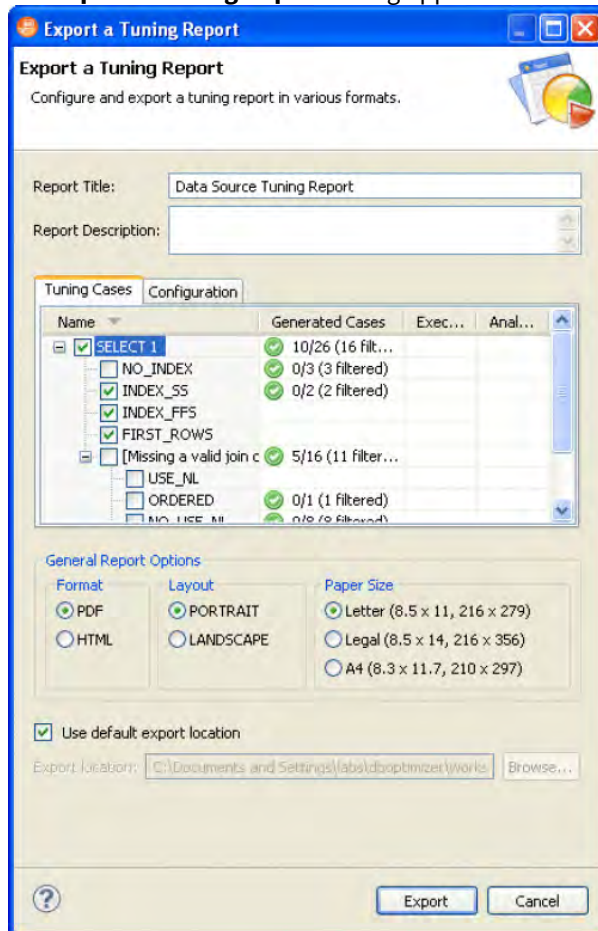 Export a Tuning Report
Export a Tuning Report
Configure and export a tuning report in various formats.
Report Title: Data Source Tuning Report
Report Description:
Tuning Cases Configuration
Name Generated Cases Exec... Anal...
SELECT 1 10/26 (16 filt...
NO_INDEX 0/3 (3 filtered)
INDEX_SS 0/2 (2 filtered)
INDEX_FFS
FIRST_ROWS
[Missing a valid join c 5/16 (11 filter...
USE_NL
ORDERED 0/1 (1 filtered)
NO_USE_NL 0/8 (8 filtered)
General Report Options
Format Layout Paper Size
PDF PORTRAIT Letter (8.5 x 11, 216 x 279)
HTML LANDSCAPE Legal (8.5 x 14, 216 x 356)
A4 (8.3 x 11.7, 210 x 297)
Use default export location
Export location: C:\Documents and Settings\labs\dboptimizer\works Browse...
? Export Cancel